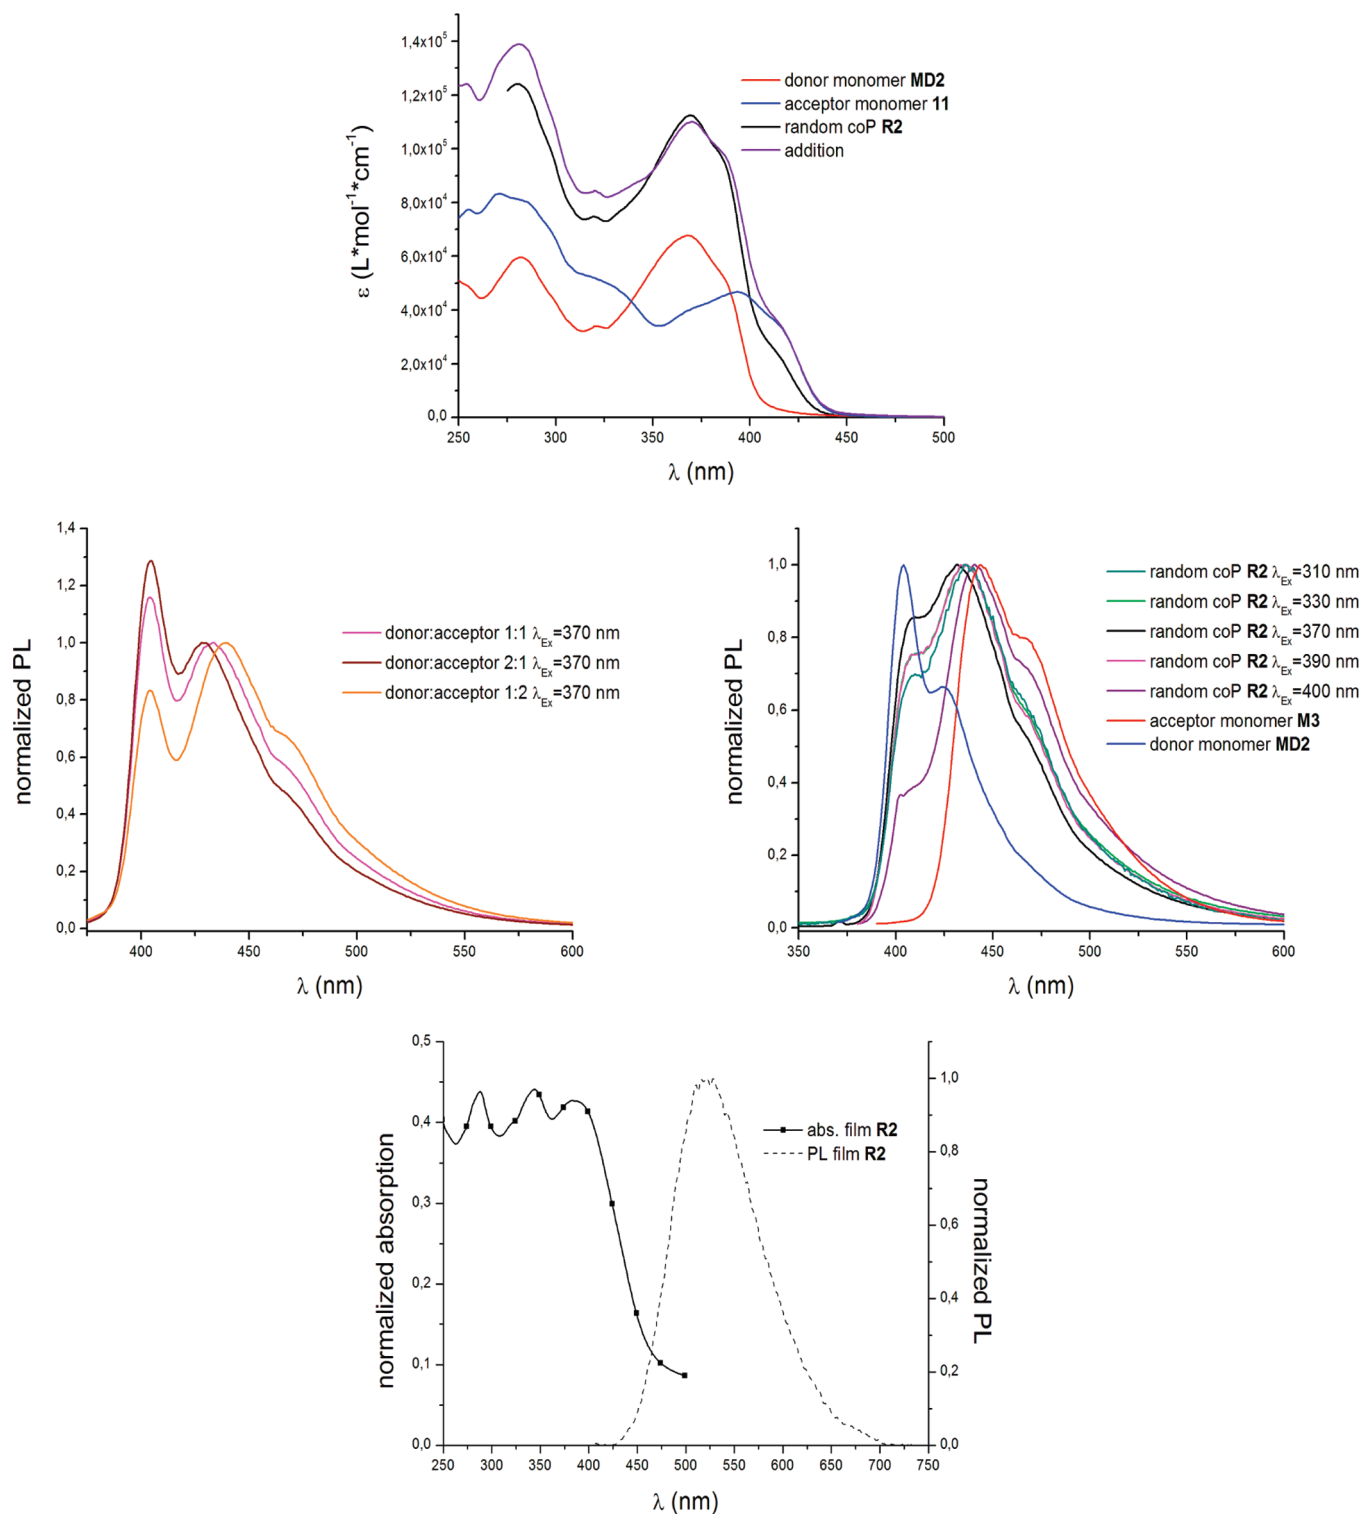 1,4x10⁵
1,2x10⁵
1,0x10⁵
8,0x10⁴
6,0x10⁴
4,0x10⁴
2,0x10⁴
0,0
ε (L*mol⁻¹*cm⁻¹)
donor monomer MD2
acceptor monomer 11
random coP R2
addition
250 300 350 400 450 500
λ (nm)
1,4
1,2
1,0
0,8
0,6
0,4
0,2
0,0
normalized PL
donor:acceptor 1:1 λEx=370 nm
donor:acceptor 2:1 λEx=370 nm
donor:acceptor 1:2 λEx=370 nm
400 450 500 550 600
λ (nm)
1,0
0,8
0,6
0,4
0,2
0,0
normalized PL
random coP R2 λEx=310 nm
random coP R2 λEx=330 nm
random coP R2 λEx=370 nm
random coP R2 λEx=390 nm
random coP R2 λEx=400 nm
acceptor monomer M3
donor monomer MD2
350 400 450 500 550 600
λ (nm)
0,5
0,4
0,3
0,2
0,1
0,0
normalized absorption
abs. film R2
PL film R2
1,0
0,8
0,6
0,4
0,2
0,0
normalized PL
250 300 350 400 450 500 550 600 650 700 750
λ (nm)